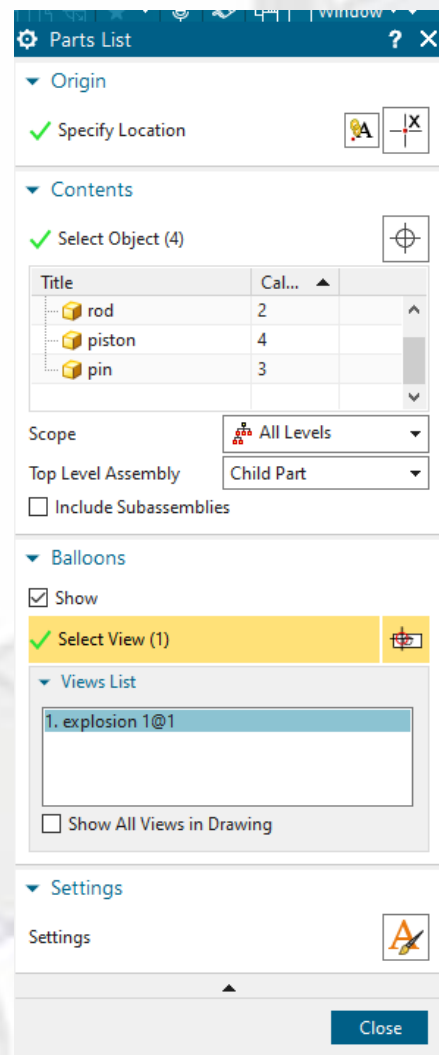 Window
Parts List ? X
Origin
Specify Location A X
Contents
Select Object (4)
Title Cal...
rod 2
piston 4
pin 3
Scope All Levels
Top Level Assembly Child Part
Include Subassemblies
Balloons
Show
Select View (1)
Views List
1. explosion 1@1
Show All Views in Drawing
Settings
Settings A
Close